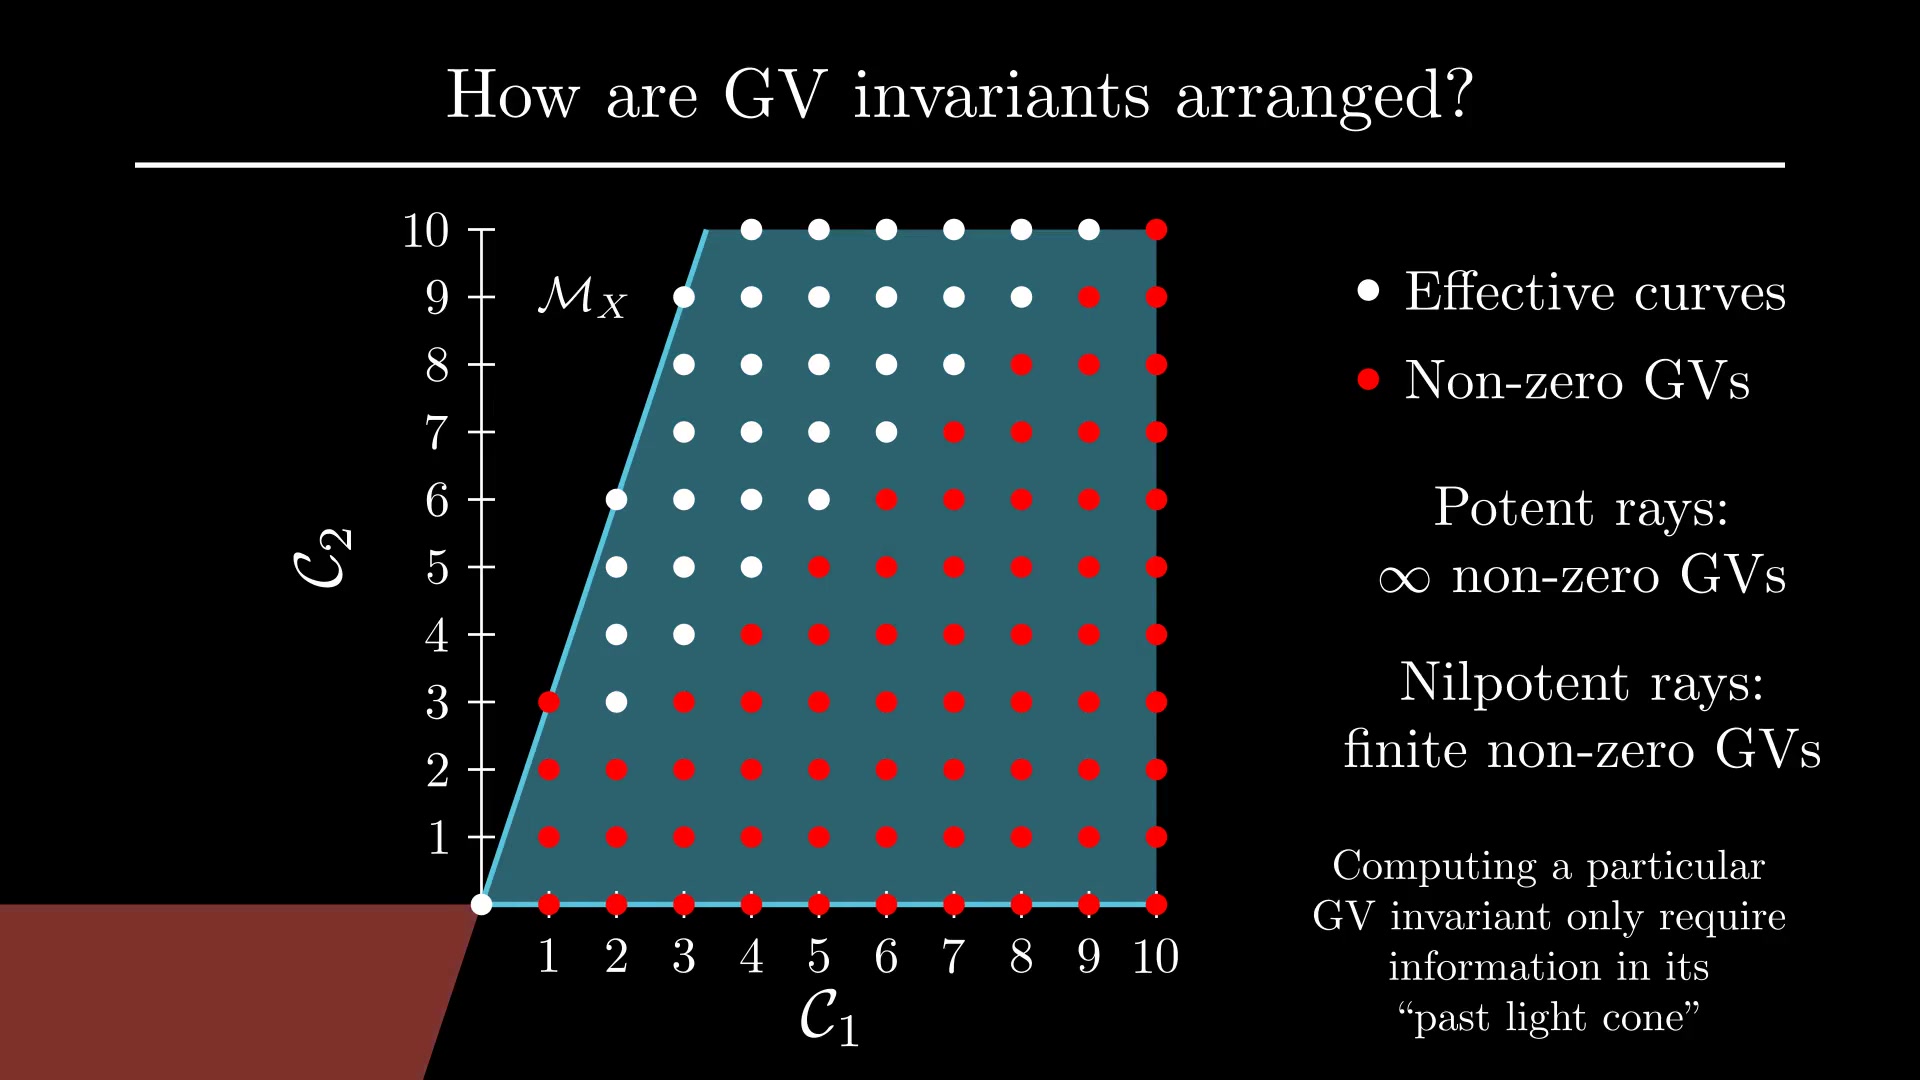 How are GV invariants arranged?
10
9
8
7
6
5
4
3
2
1
𝓜_X
𝓒₂
1 2 3 4 5 6 7 8 9 10
𝓒₁
Effective curves
Non-zero GVs
Potent rays:
∞ non-zero GVs
Nilpotent rays:
finite non-zero GVs
Computing a particular
GV invariant only require
information in its
“past light cone”